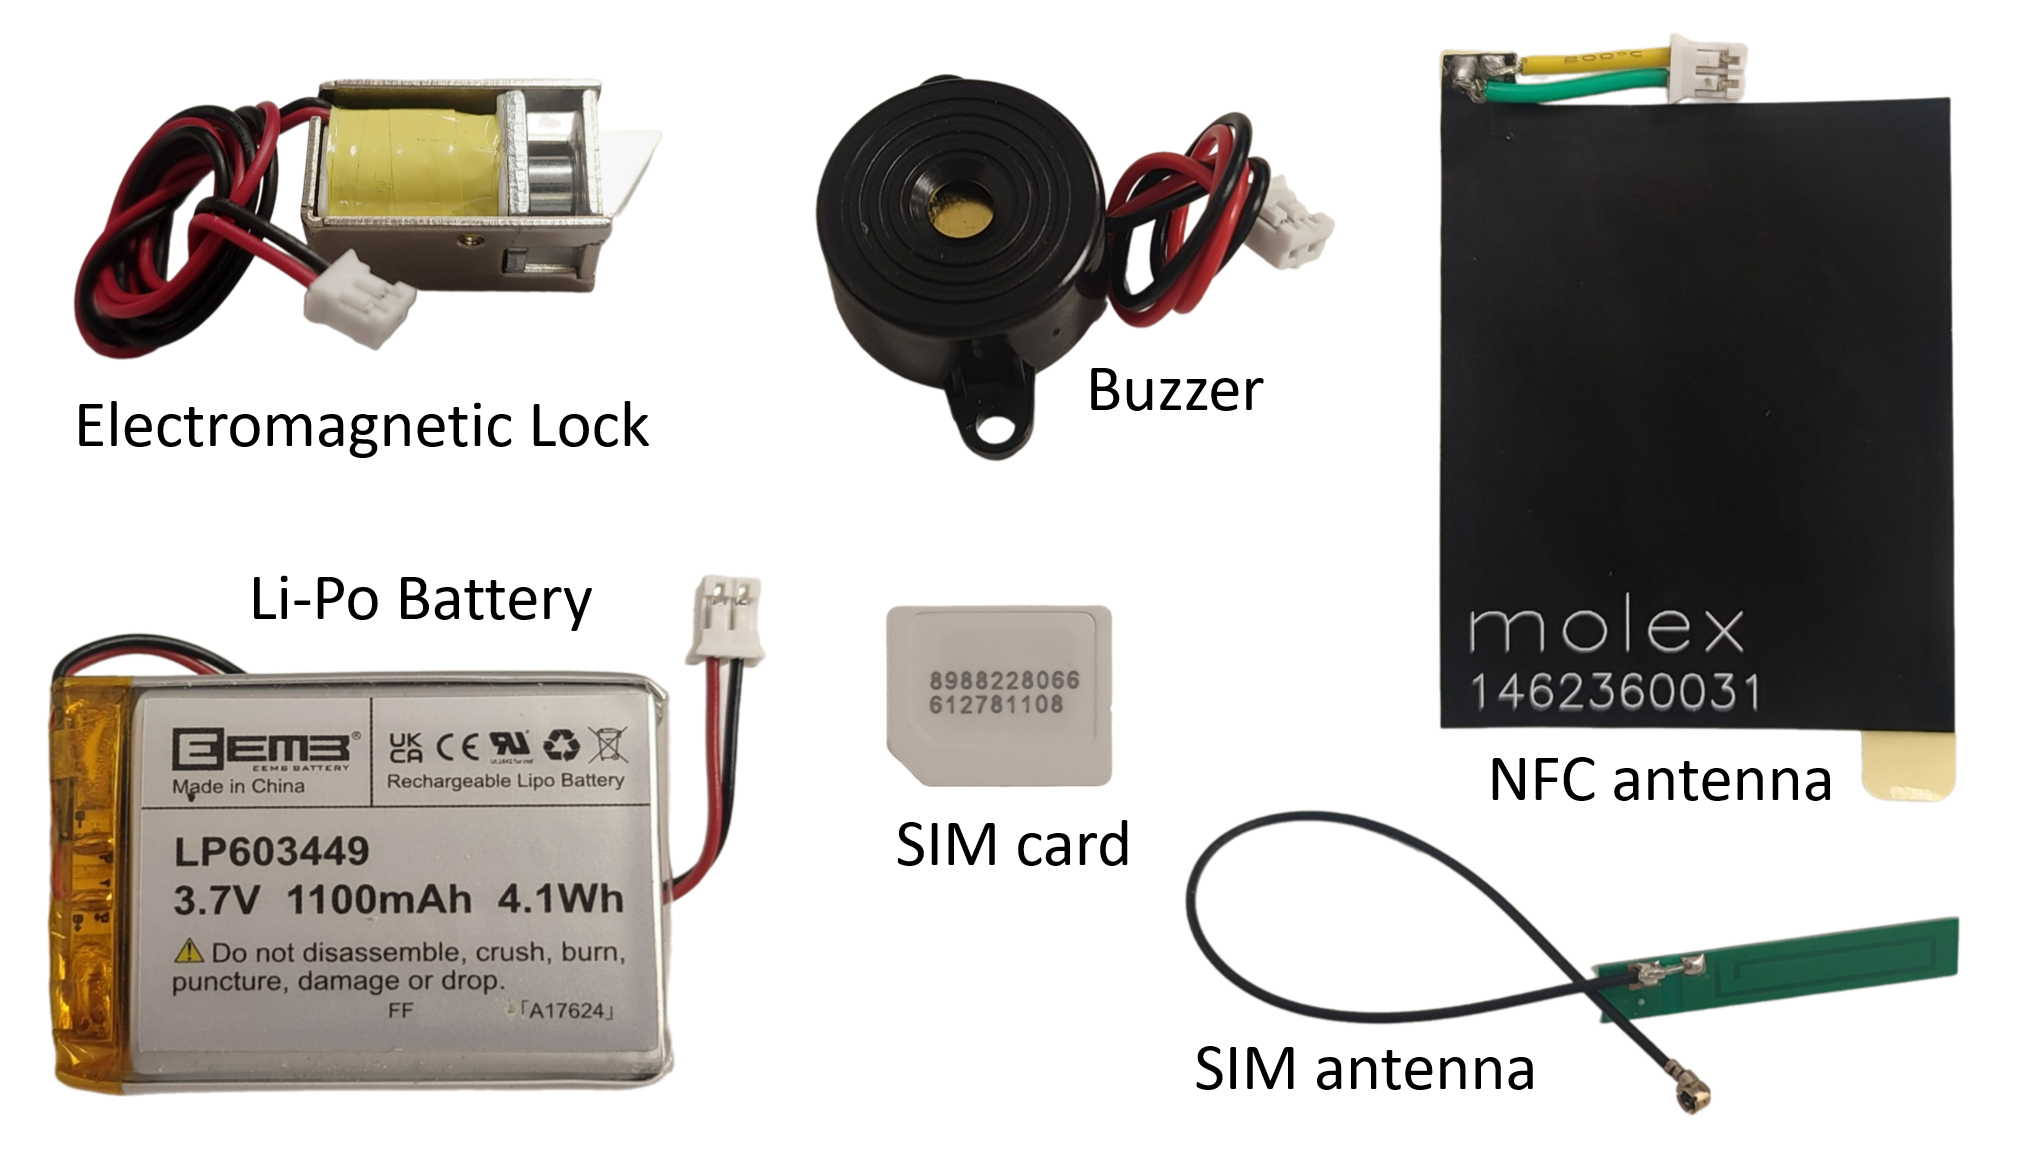 200°C
Electromagnetic Lock
Buzzer
molex
1462360031
NFC antenna
Li-Po Battery
EEMB®
EEMB BATTERY
Made in China
UK
CA CE
Rechargeable Lipo Battery
LP603449
3.7V 1100mAh 4.1Wh
Do not disassemble, crush, burn,
puncture, damage or drop.
FF 「A17624」
8988228066
612781108
SIM card
SIM antenna